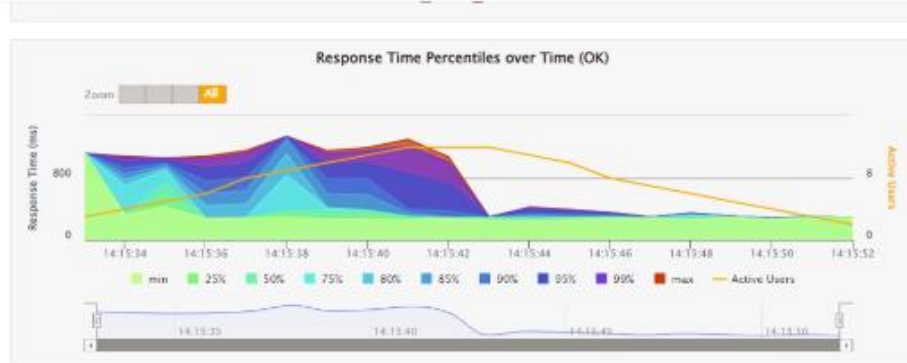 Response Time Percentiles over Time (OK)
Zoom All
Response Time (ms)
800
0
Active Users
8
0
14:15:34 14:15:36 14:15:38 14:15:40 14:15:42 14:15:44 14:15:46 14:15:48 14:15:50 14:15:52
min 25% 50% 75% 80% 85% 90% 95% 99% max Active Users
14:15:35 14:15:40 14:15:45 14:15:50